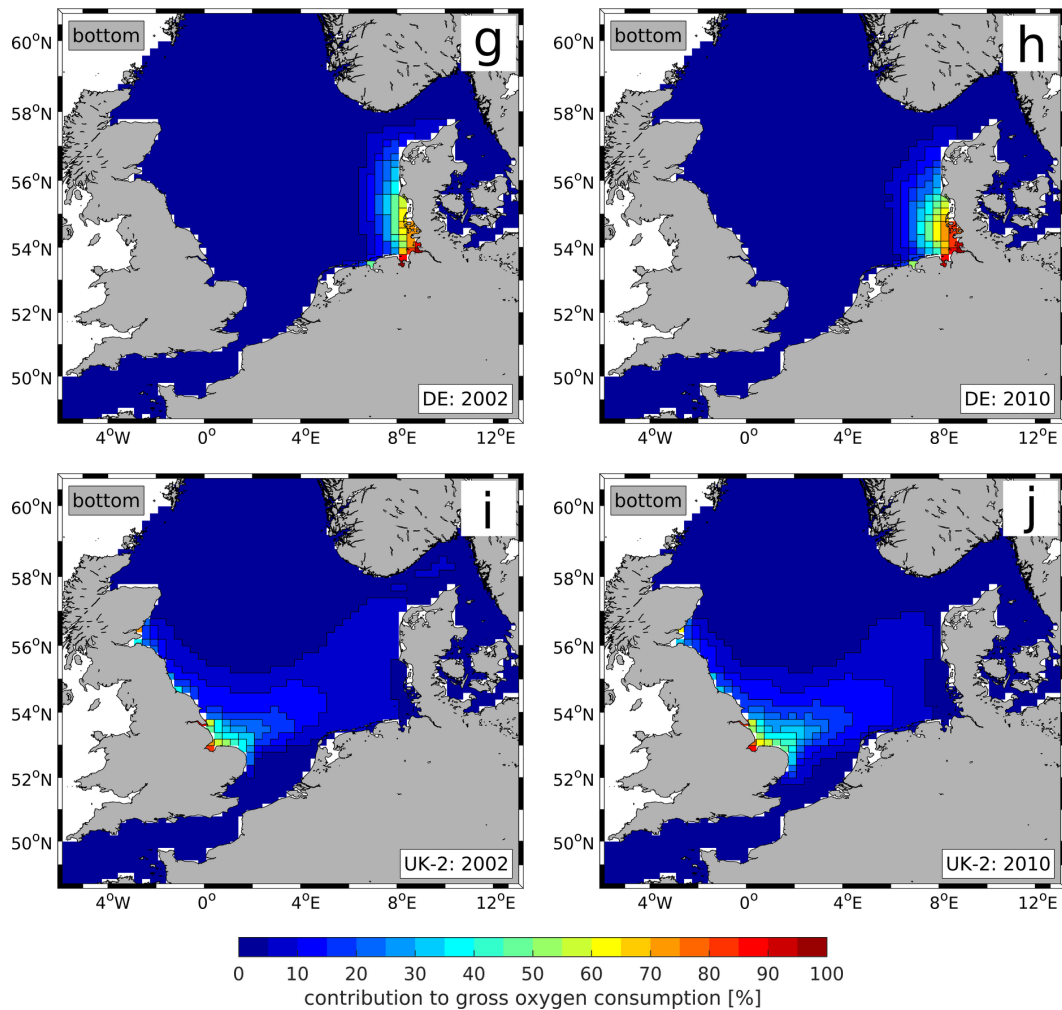 bottom
g
60°N
58°N
56°N
54°N
52°N
50°N
DE: 2002
4°W
0°
4°E
8°E
12°E
bottom
h
60°N
58°N
56°N
54°N
52°N
50°N
DE: 2010
4°W
0°
4°E
8°E
12°E
bottom
i
60°N
58°N
56°N
54°N
52°N
50°N
UK-2: 2002
4°W
0°
4°E
8°E
12°E
bottom
j
60°N
58°N
56°N
54°N
52°N
50°N
UK-2: 2010
4°W
0°
4°E
8°E
12°E
0 10 20 30 40 50 60 70 80 90 100
contribution to gross oxygen consumption [%]